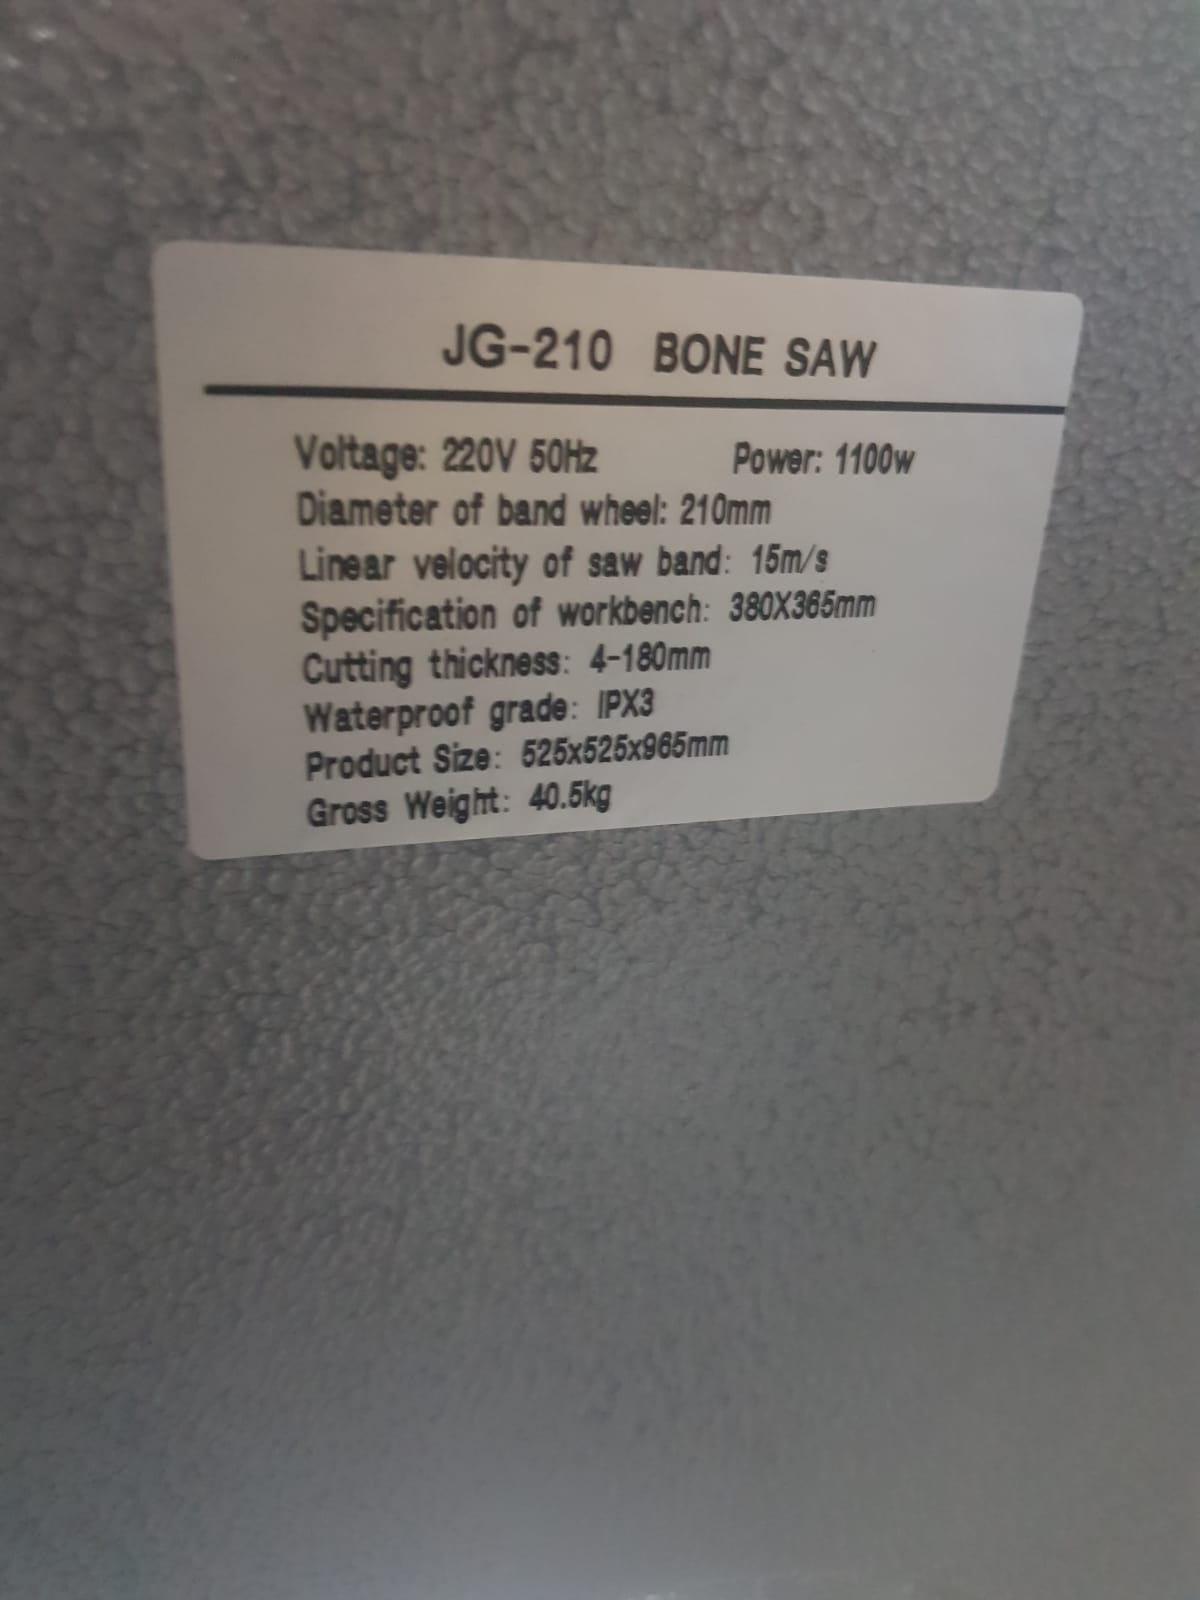 JG-210 BONE SAW
Voltage: 220V 50Hz Power: 1100w
Diameter of band wheel: 210mm
Linear velocity of saw band: 15m/s
Specification of workbench: 380X365mm
Cutting thickness: 4-180mm
Waterproof grade: IPX3
Product Size: 525x525x965mm
Gross Weight: 40.5kg